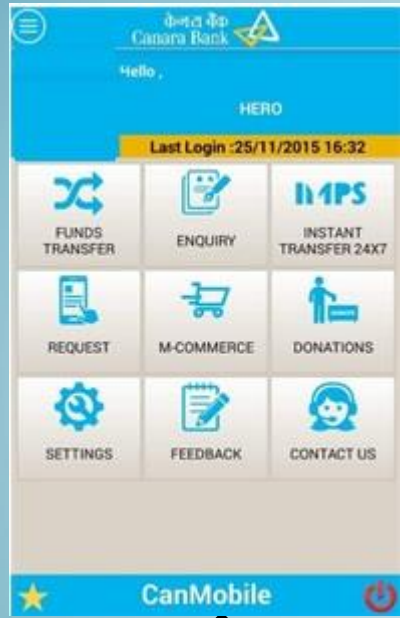 केनरा बैंक
Canara Bank
Hello ,
HERO
Last Login :25/11/2015 16:32
FUNDS
TRANSFER
ENQUIRY
IMPS
INSTANT
TRANSFER 24X7
REQUEST
M-COMMERCE
DONATIONS
SETTINGS
FEEDBACK
CONTACT US
CanMobile